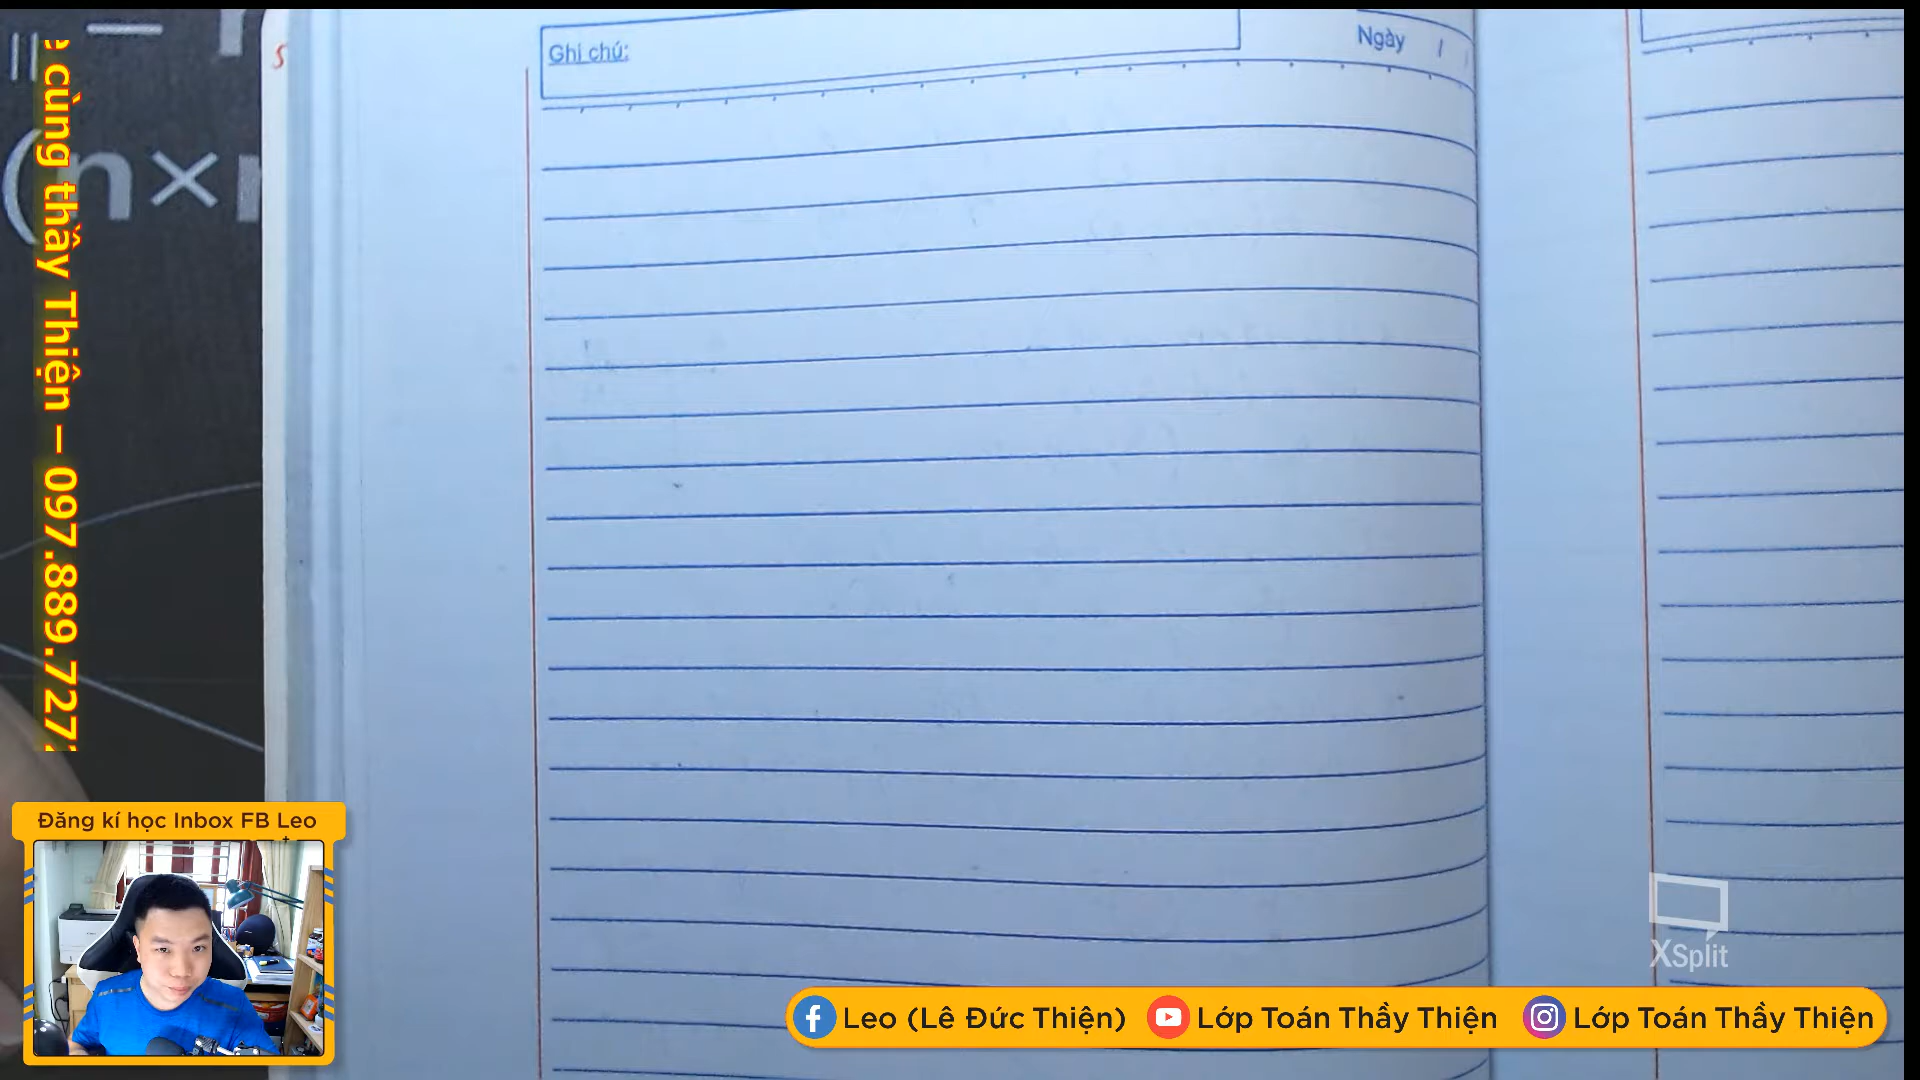 Ghi chú:
Ngày / /
5
(n×
cùng thầy Thiện – 097.889.727
Đăng kí học Inbox FB Leo
XSplit
Leo (Lê Đức Thiện) Lớp Toán Thầy Thiện Lớp Toán Thầy Thiện